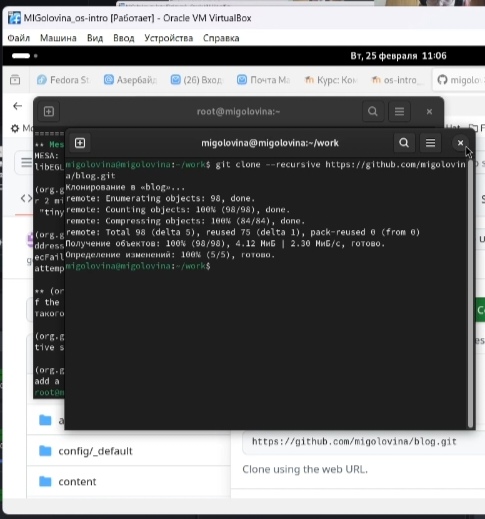 MIGolovina_os-intro [Работает] - Oracle VM VirtualBox
Файл Машина Вид Ввод Устройства Справка
Вт, 25 февраля 11:06
Fedora St Азербайд (26) Вход Почта Ma Курс: Кон os-intro_ migolo
root@migolovina:~
migolovina@migolovina:~/work
migolovina@migolovina:~/work$ git clone --recursive https://github.com/migolovin
a/blog.git
Клонирование в «blog»...
remote: Enumerating objects: 98, done.
remote: Counting objects: 100% (98/98), done.
remote: Compressing objects: 100% (84/84), done.
remote: Total 98 (delta 5), reused 75 (delta 1), pack-reused 0 (from 0)
Получение объектов: 100% (98/98), 4.12 МиБ | 2.30 МиБ/с, готово.
Определение изменений: 100% (5/5), готово.
migolovina@migolovina:~/work$
** Mes
MESA:
libEGL
(org.g
r 2 mi
"tiny
(org.g
ddress
ecFail
attemp
** (or
f the
такого
(org.g
tive s
(org.g
add a
https://github.com/migolovina/blog.git
Clone using the web URL.
config/_default
content